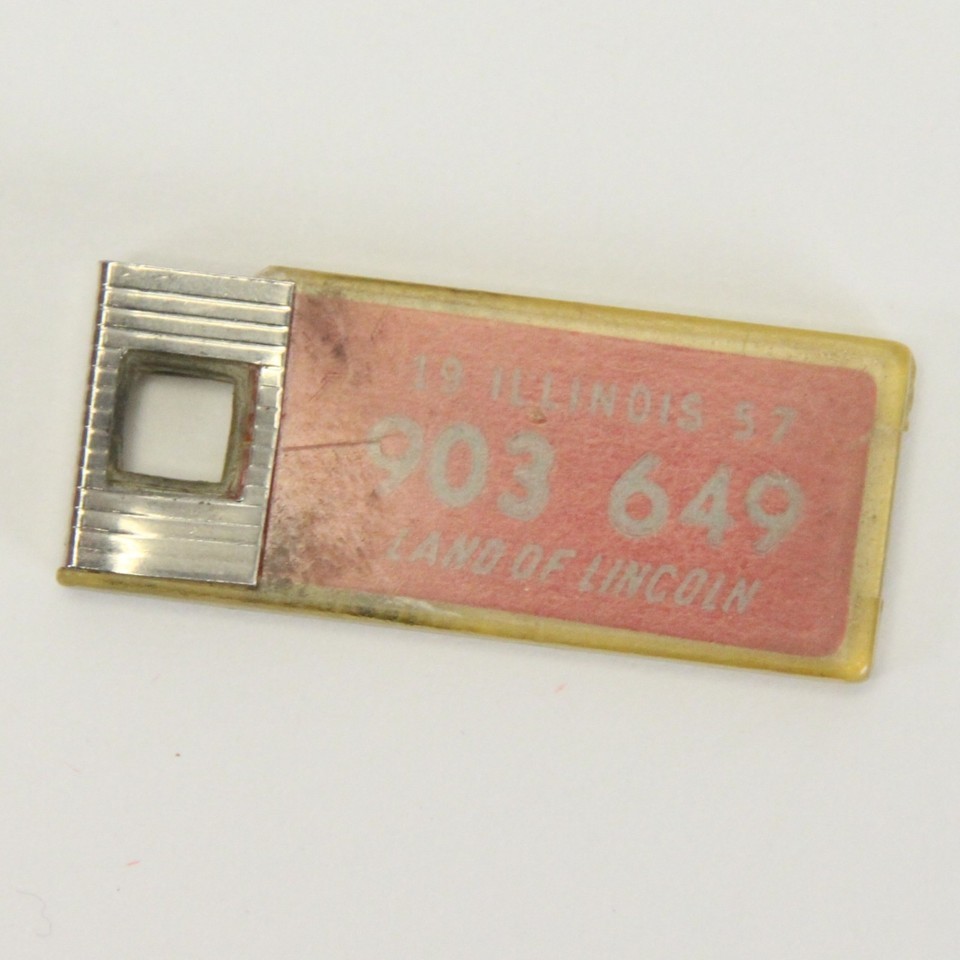 19 ILLINOIS 57
903 649
LAND OF LINCOLN